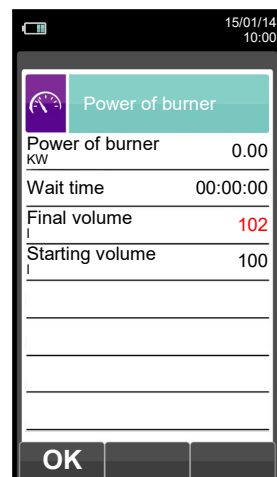 15/01/14
10:00
Power of burner
Power of burner 0.00
KW
Wait time 00:00:00
Final volume 102
l
Starting volume 100
l
OK